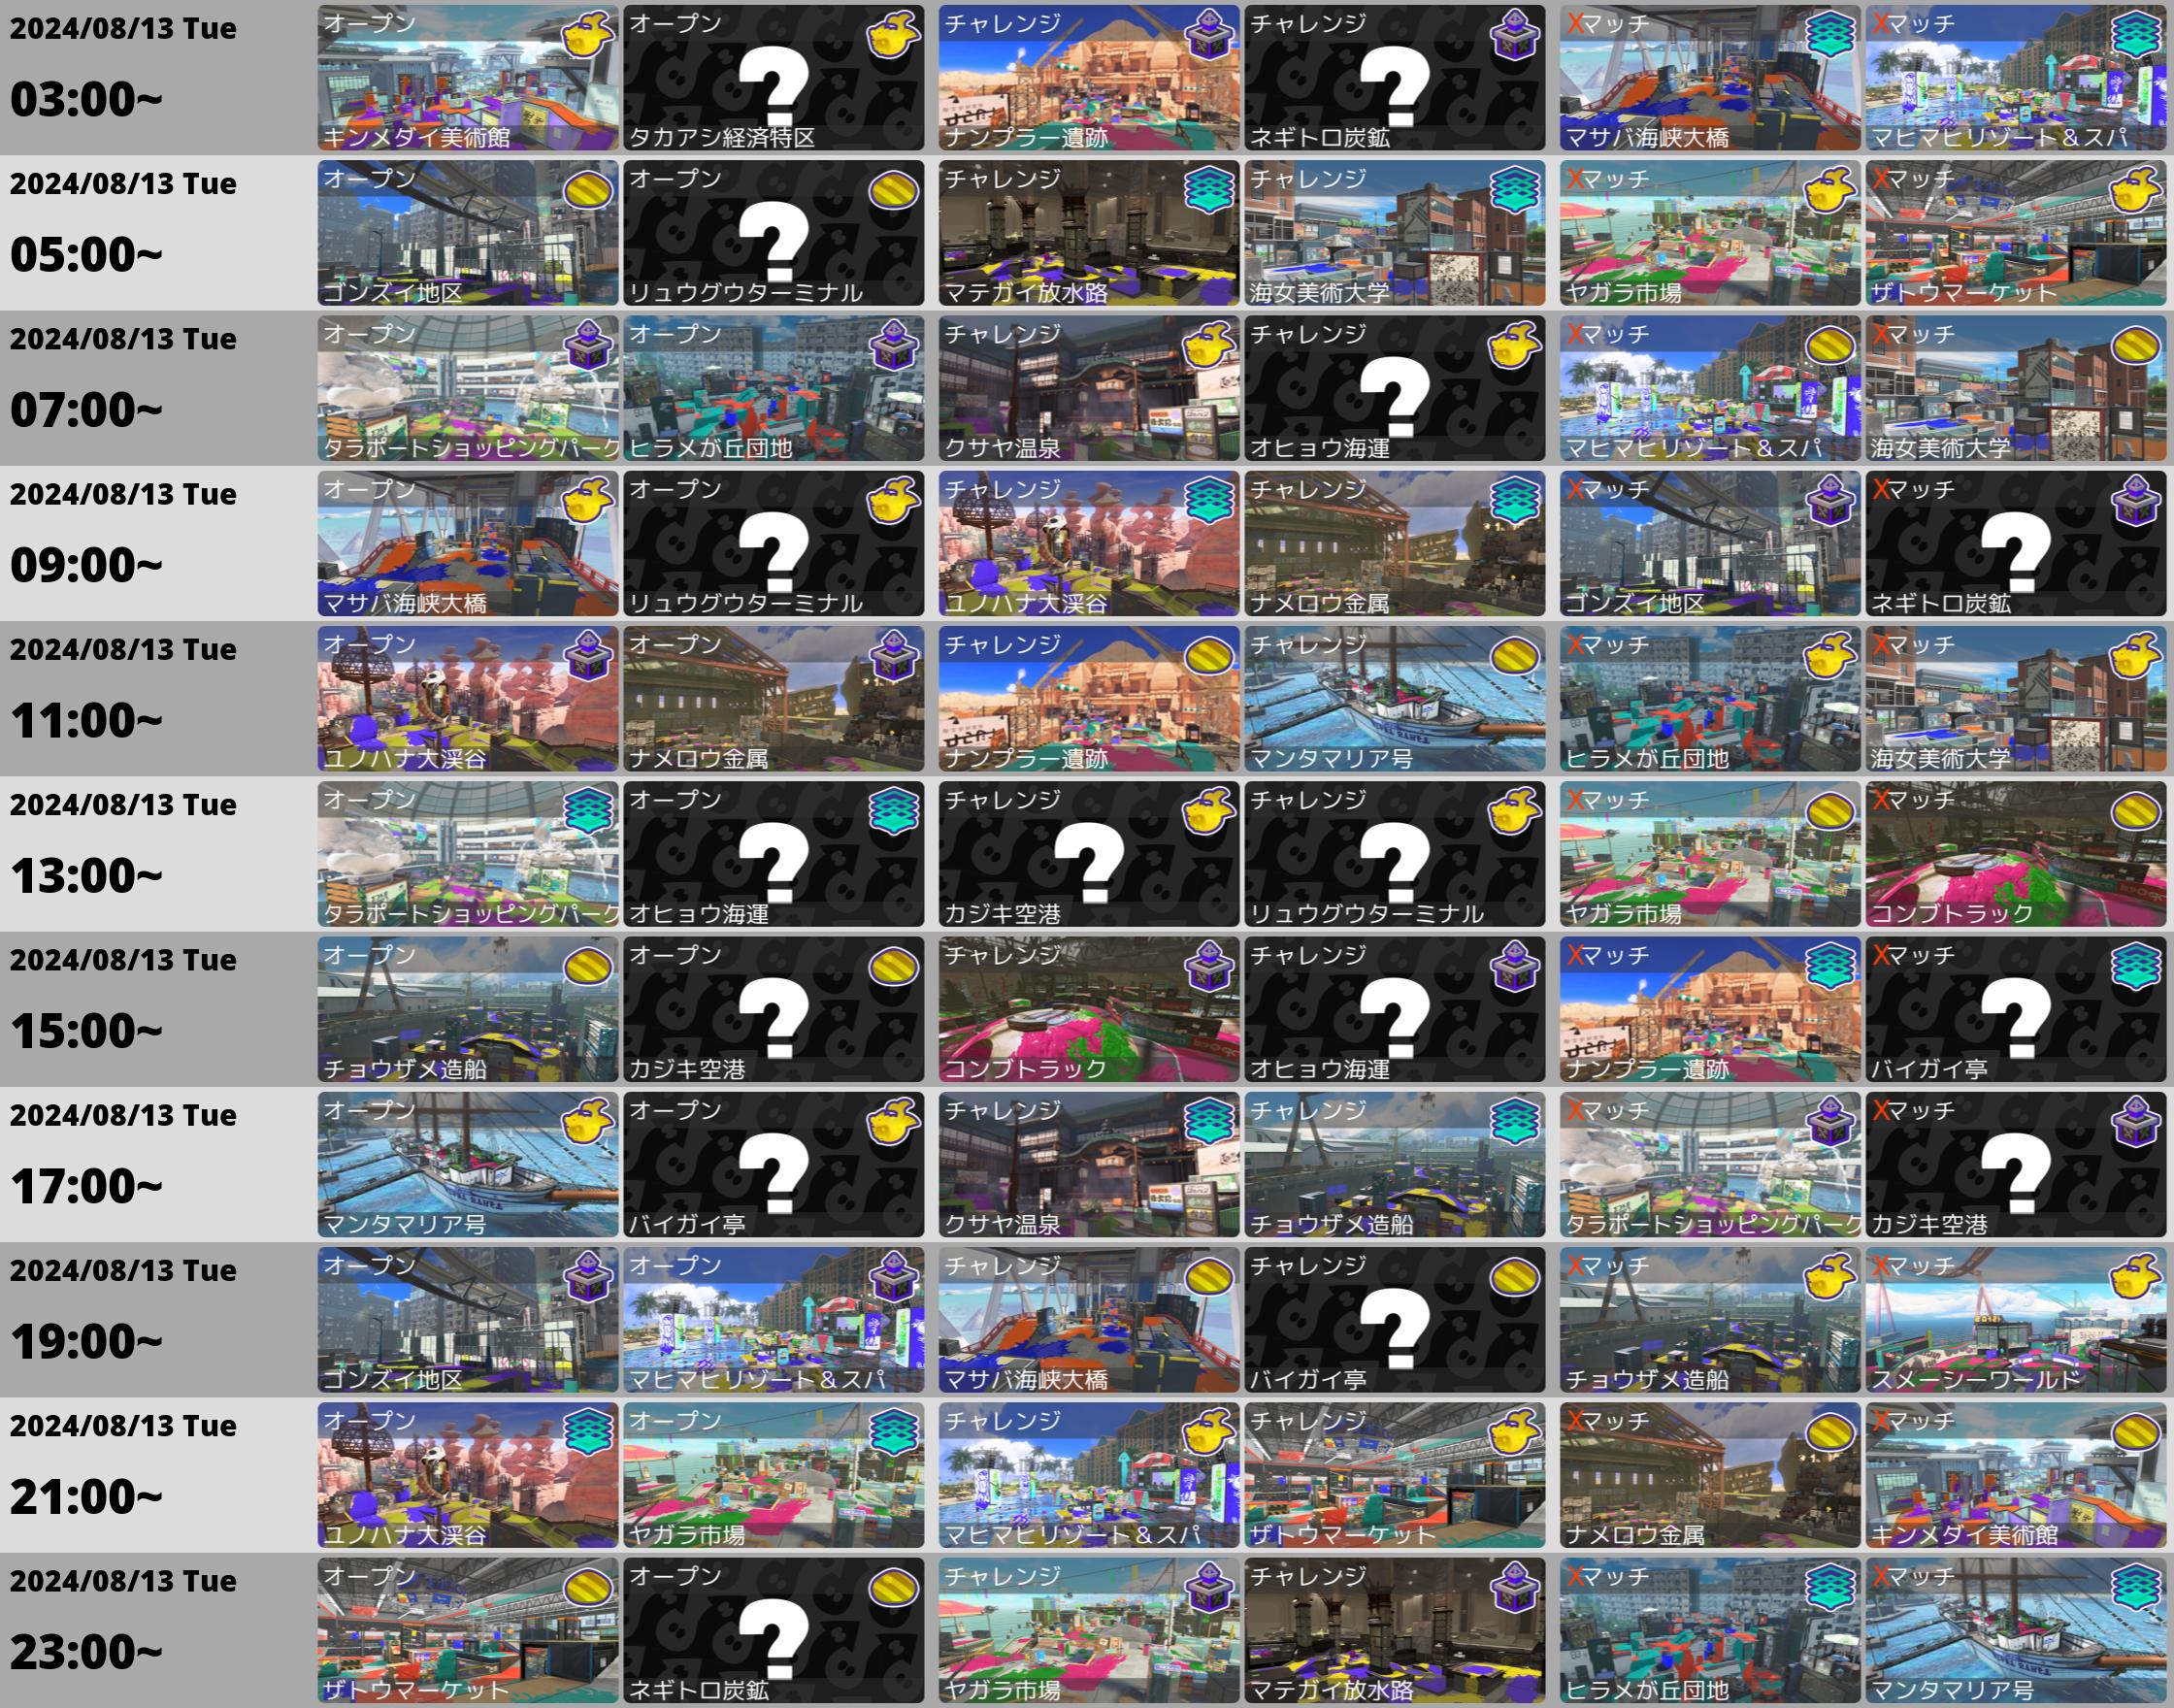 2024/08/13 Tue
03:00~
オープン
キンメダイ美術館
オープン
タカアシ経済特区
チャレンジ
ナンプラー遺跡
チャレンジ
ネギトロ炭鉱
Xマッチ
マサバ海峡大橋
Xマッチ
マヒマヒリゾート&スパ
2024/08/13 Tue
05:00~
オープン
ゴンズイ地区
オープン
リュウグウターミナル
チャレンジ
マテガイ放水路
チャレンジ
海女美術大学
Xマッチ
ヤガラ市場
Xマッチ
ザトウマーケット
2024/08/13 Tue
07:00~
オープン
タラポートショッピングパーク
オープン
ヒラメが丘団地
チャレンジ
クサヤ温泉
チャレンジ
オヒョウ海運
Xマッチ
マヒマヒリゾート&スパ
Xマッチ
海女美術大学
2024/08/13 Tue
09:00~
オープン
マサバ海峡大橋
オープン
リュウグウターミナル
チャレンジ
ユノハナ大渓谷
チャレンジ
ナメロウ金属
Xマッチ
ゴンズイ地区
Xマッチ
ネギトロ炭鉱
2024/08/13 Tue
11:00~
オープン
ユノハナ大渓谷
オープン
ナメロウ金属
チャレンジ
ナンプラー遺跡
チャレンジ
マンタマリア号
Xマッチ
ヒラメが丘団地
Xマッチ
海女美術大学
2024/08/13 Tue
13:00~
オープン
タラポートショッピングパーク
オープン
オヒョウ海運
チャレンジ
カジキ空港
チャレンジ
リュウグウターミナル
Xマッチ
ヤガラ市場
Xマッチ
コンブトラック
2024/08/13 Tue
15:00~
オープン
チョウザメ造船
オープン
カジキ空港
チャレンジ
コンブトラック
チャレンジ
オヒョウ海運
Xマッチ
ナンプラー遺跡
Xマッチ
バイガイ亭
2024/08/13 Tue
17:00~
オープン
マンタマリア号
オープン
バイガイ亭
チャレンジ
クサヤ温泉
チャレンジ
チョウザメ造船
Xマッチ
タラポートショッピングパーク
Xマッチ
カジキ空港
2024/08/13 Tue
19:00~
オープン
ゴンズイ地区
オープン
マヒマヒリゾート&スパ
チャレンジ
マサバ海峡大橋
チャレンジ
バイガイ亭
Xマッチ
チョウザメ造船
Xマッチ
スメーシーワールド
2024/08/13 Tue
21:00~
オープン
ユノハナ大渓谷
オープン
ヤガラ市場
チャレンジ
マヒマヒリゾート&スパ
チャレンジ
ザトウマーケット
Xマッチ
ナメロウ金属
Xマッチ
キンメダイ美術館
2024/08/13 Tue
23:00~
オープン
ザトウマーケット
オープン
ネギトロ炭鉱
チャレンジ
ヤガラ市場
チャレンジ
マテガイ放水路
Xマッチ
ヒラメが丘団地
Xマッチ
マンタマリア号